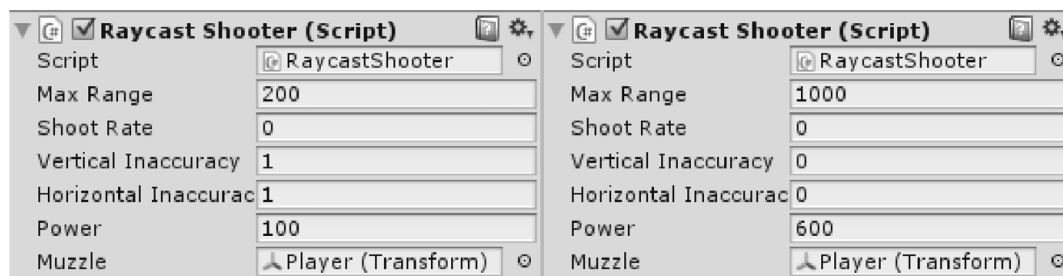 Raycast Shooter (Script)
Script RaycastShooter
Max Range 200
Shoot Rate 0
Vertical Inaccuracy 1
Horizontal Inaccurac 1
Power 100
Muzzle Player (Transform)
Raycast Shooter (Script)
Script RaycastShooter
Max Range 1000
Shoot Rate 0
Vertical Inaccuracy 0
Horizontal Inaccurac 0
Power 600
Muzzle Player (Transform)